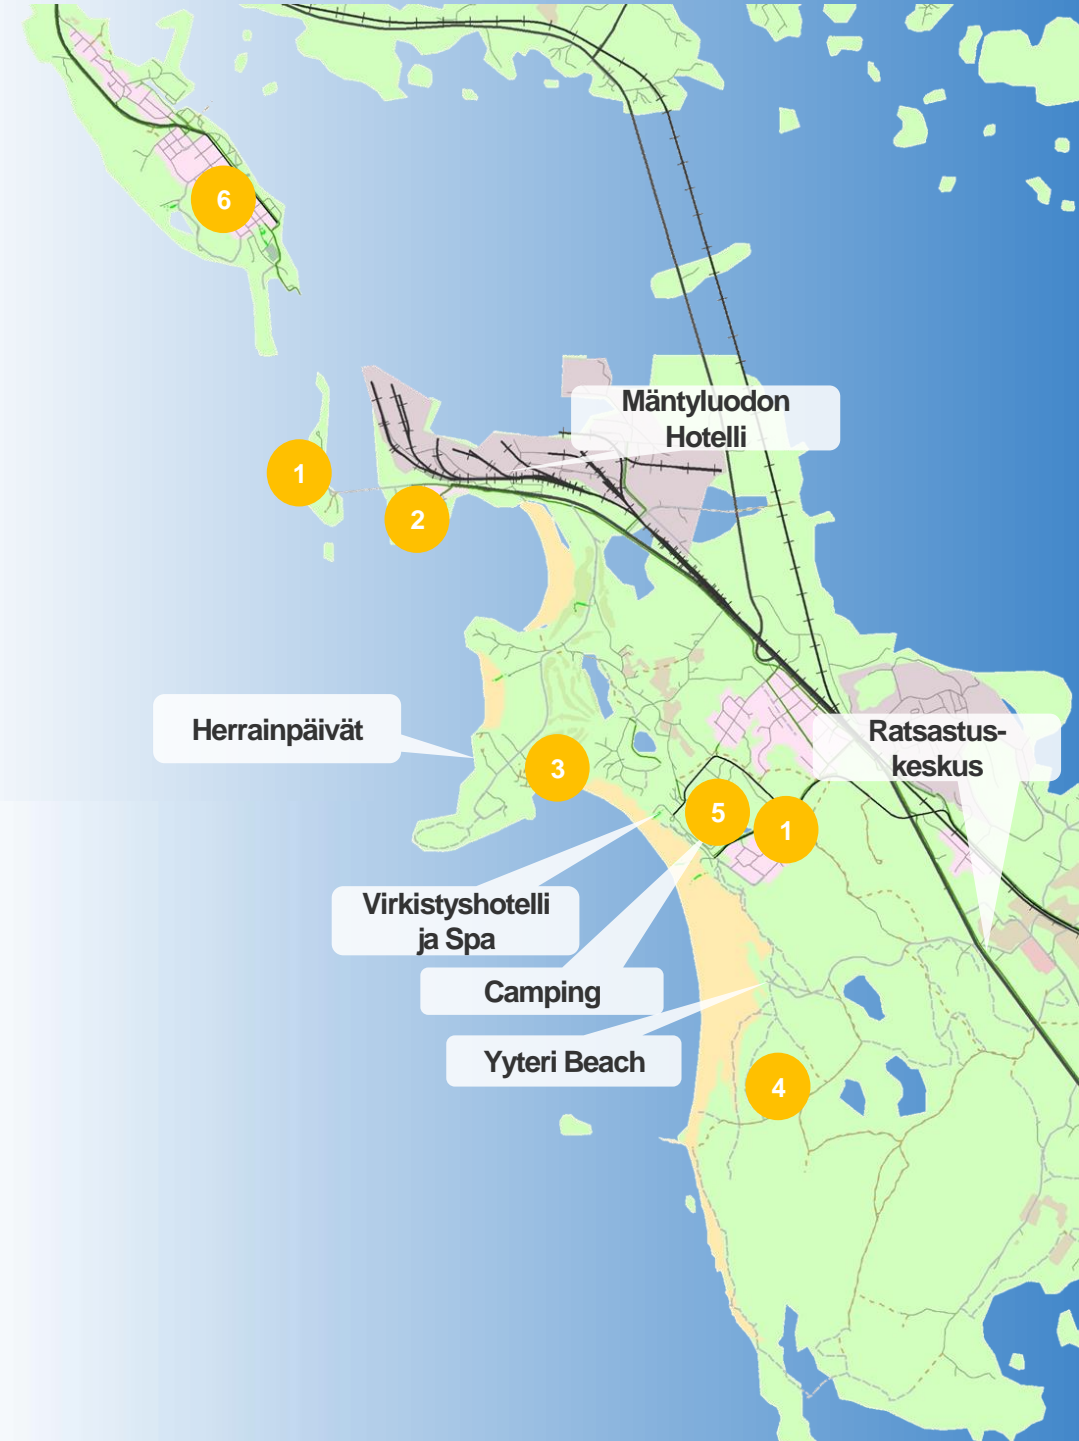 6
Mäntyluodon
Hotelli
1
2
Herrainpäivät
Ratsastus-
keskus
3
5
1
Virkistyshotelli
ja Spa
Camping
Yyteri Beach
4